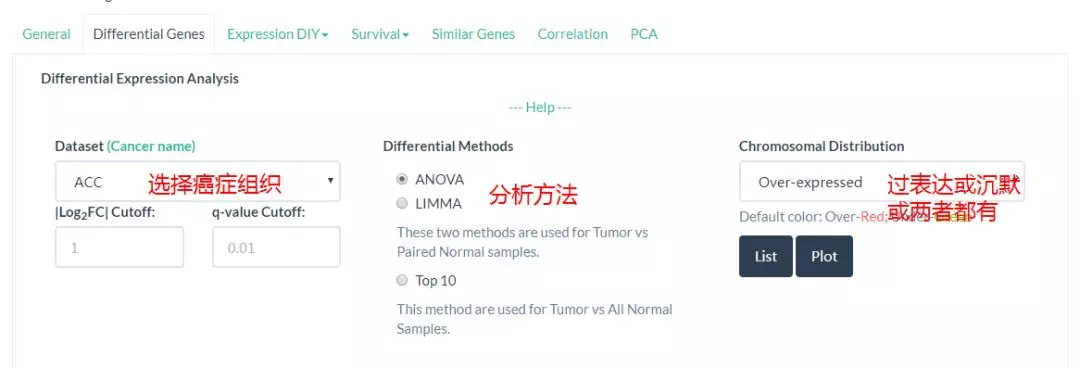 General Differential Genes Expression DIY Survival Similar Genes Correlation PCA
Differential Expression Analysis
--- Help ---
Dataset (Cancer name)
ACC
选择癌症组织
|Log₂FC| Cutoff: q-value Cutoff:
1 0.01
Differential Methods
ANOVA
LIMMA
分析方法
These two methods are used for Tumor vs
Paired Normal samples.
Top 10
This method are used for Tumor vs All Normal
Samples.
Chromosomal Distribution
Over-expressed
过表达或沉默
或两者都有
Default color: Over-Red;
List Plot